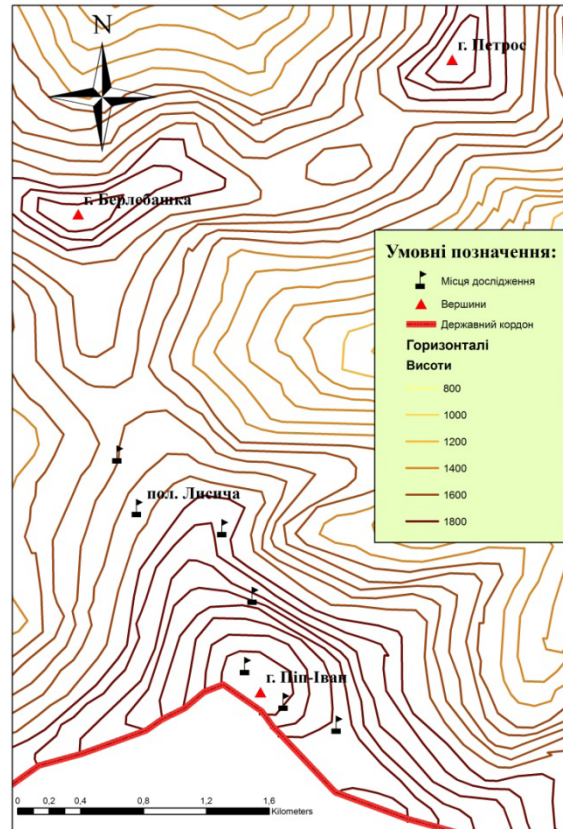 N
г. Петрос
г. Берлебашка
Умовні позначення:
Місця дослідження
Вершини
Державний кордон
Горизонталі
Висоти
800
1000
1200
1400
1600
1800
пол. Лисича
г. Піп-Іван
0 0,2 0,4 0,8 1,2 1,6
Kilometers